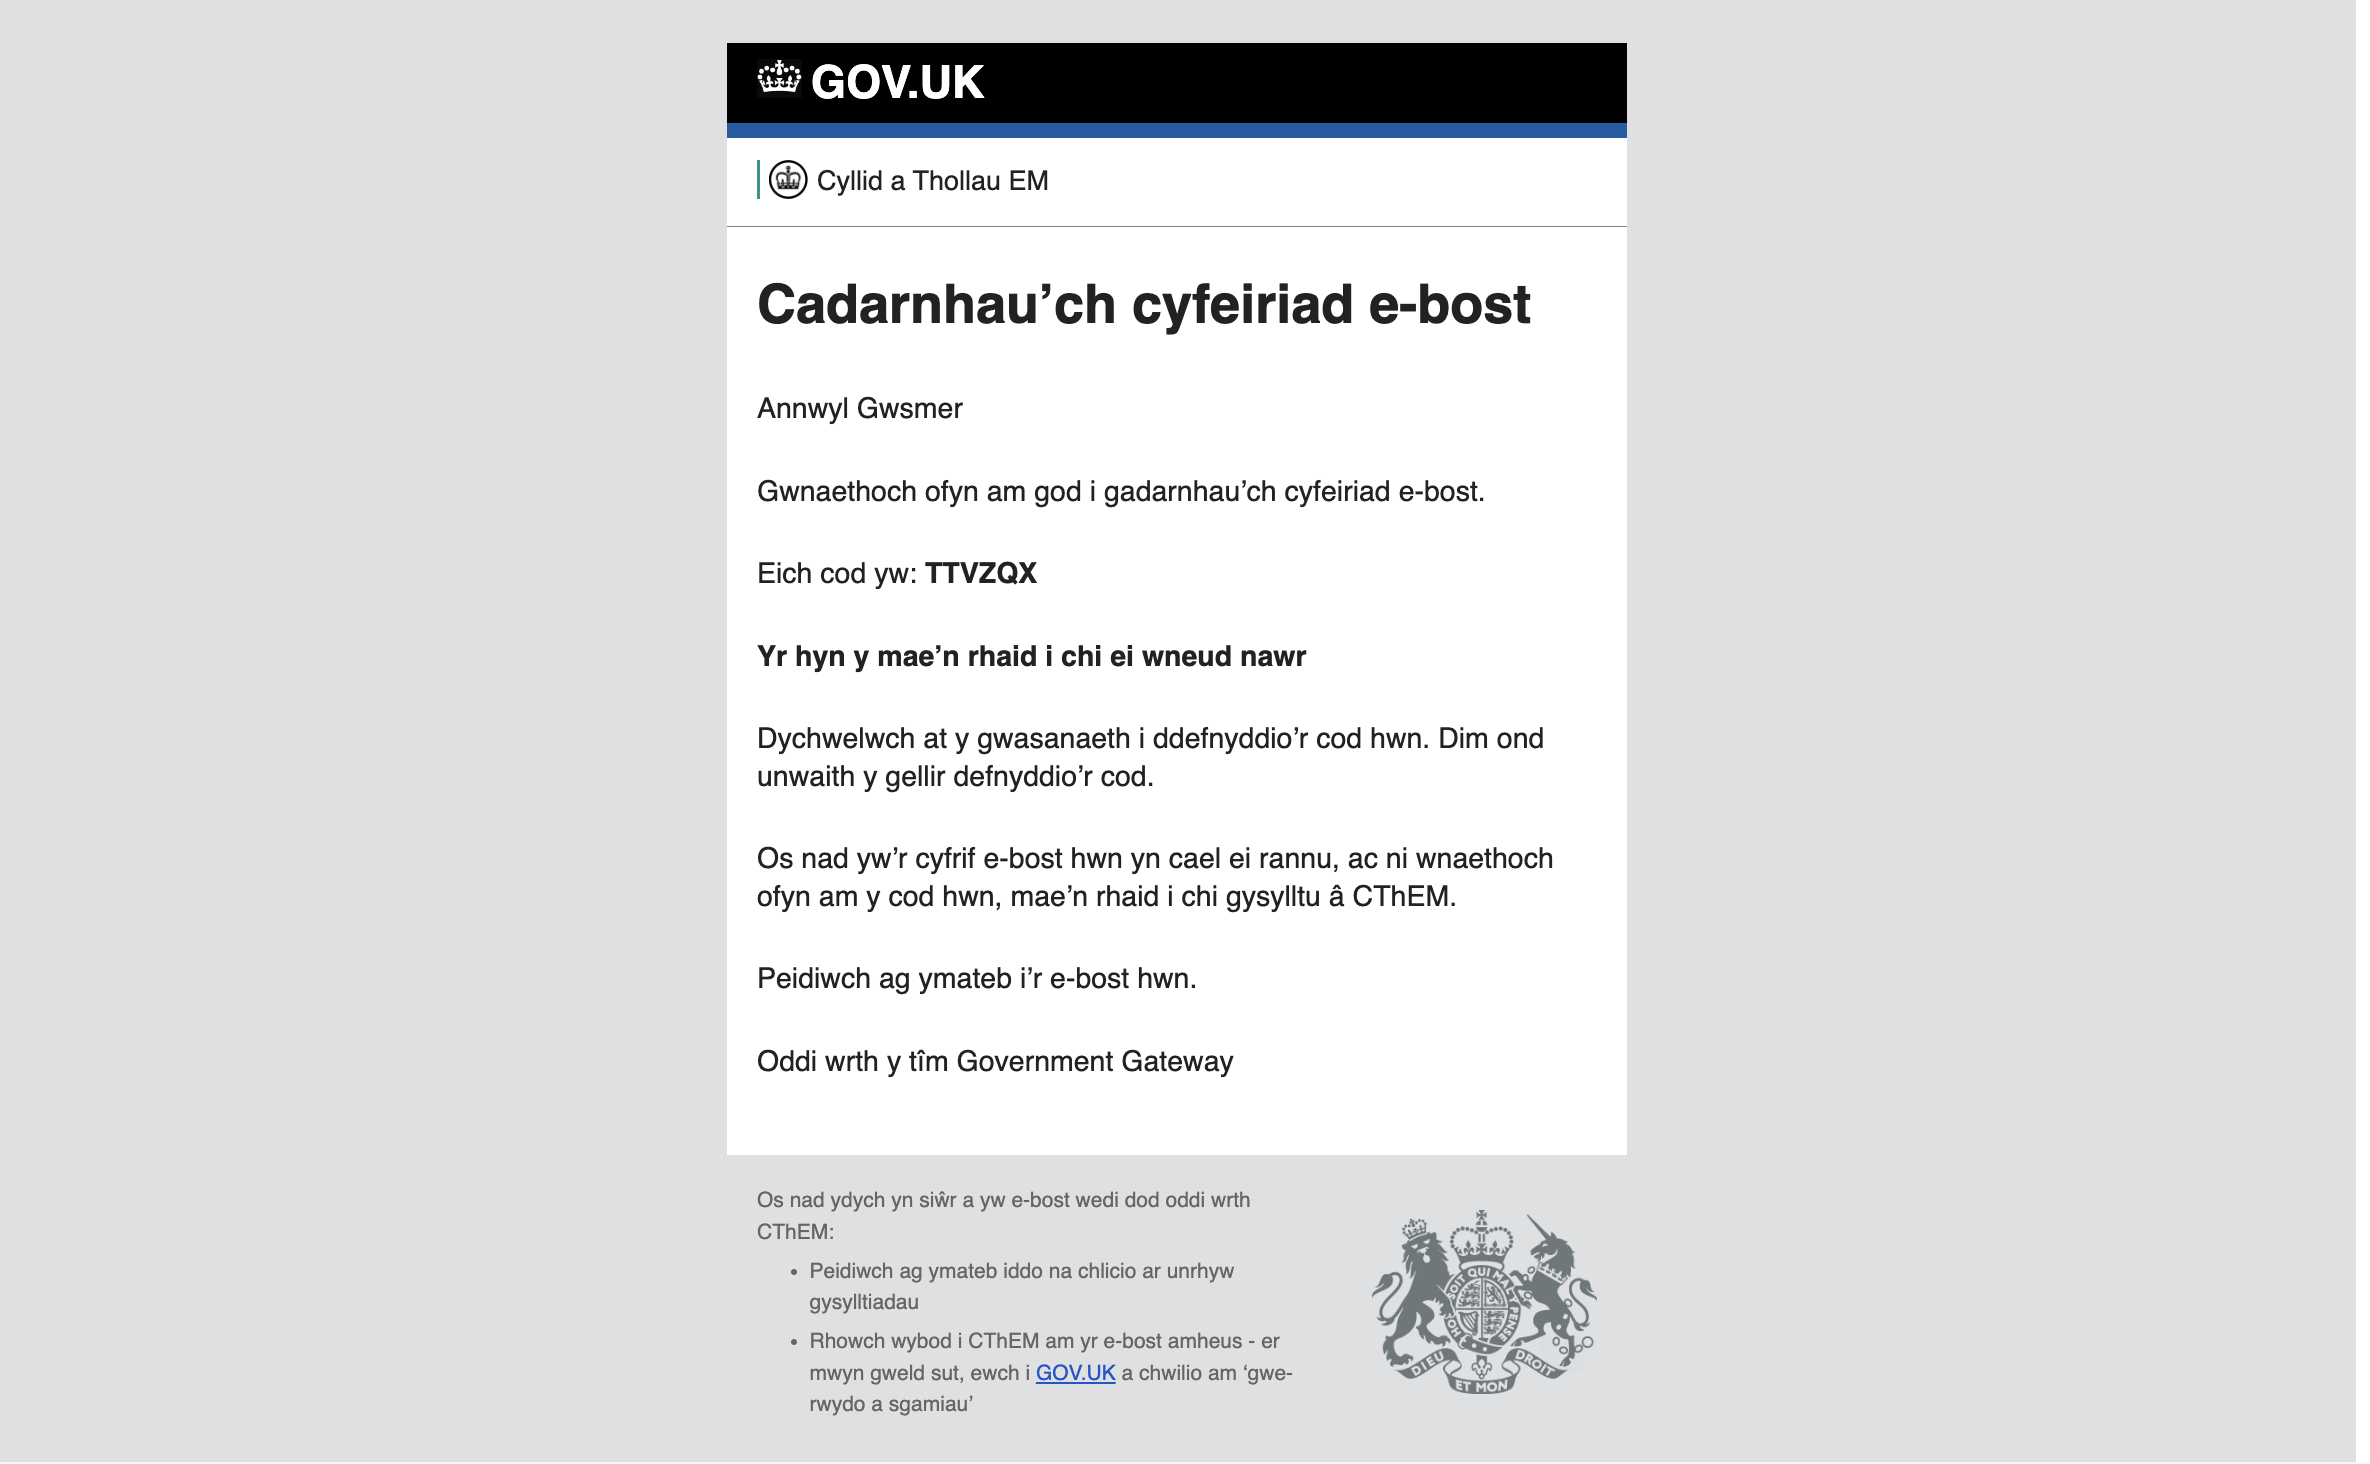 GOV.UK
Cyllid a Thollau EM
Cadarnhau’ch cyfeiriad e-bost
Annwyl Gwsmer
Gwnaethoch ofyn am god i gadarnhau’ch cyfeiriad e-bost.
Eich cod yw: TTVZQX
Yr hyn y mae’n rhaid i chi ei wneud nawr
Dychwelwch at y gwasanaeth i ddefnyddio’r cod hwn. Dim ond
unwaith y gellir defnyddio’r cod.
Os nad yw’r cyfrif e-bost hwn yn cael ei rannu, ac ni wnaethoch
ofyn am y cod hwn, mae’n rhaid i chi gysylltu â CThEM.
Peidiwch ag ymateb i’r e-bost hwn.
Oddi wrth y tîm Government Gateway
Os nad ydych yn siŵr a yw e-bost wedi dod oddi wrth
CThEM:
• Peidiwch ag ymateb iddo na chlicio ar unrhyw
gysylltiadau
• Rhowch wybod i CThEM am yr e-bost amheus - er
mwyn gweld sut, ewch i GOV.UK a chwilio am ‘gwe-
rwydo a sgamiau’
DIEU ET MON DROIT